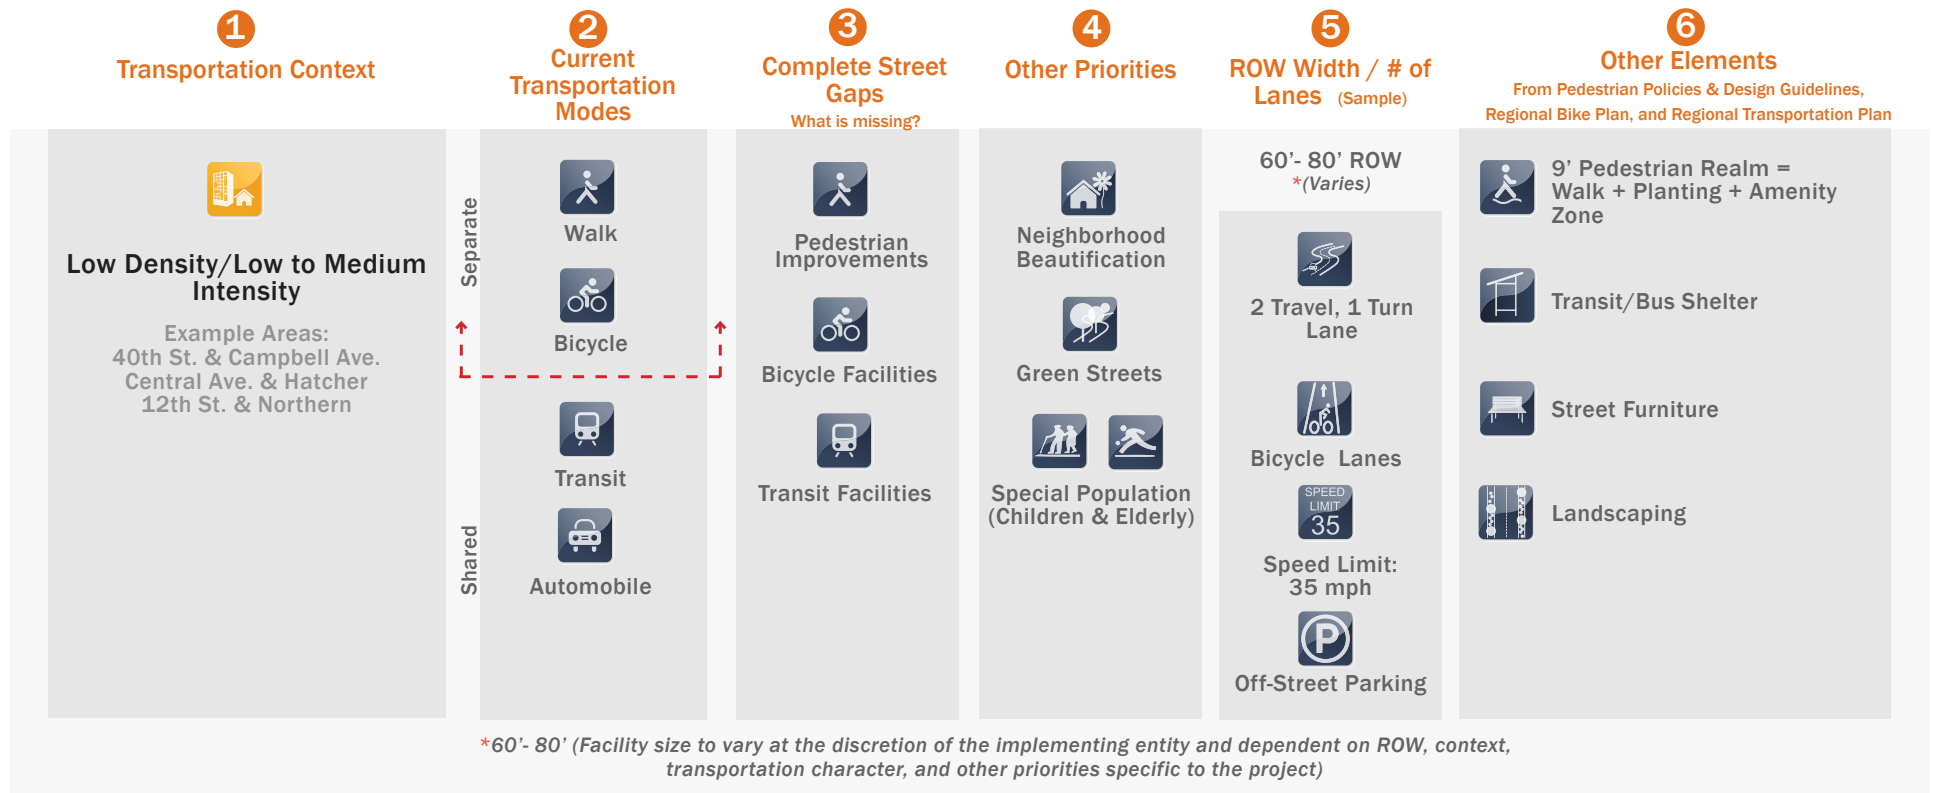 1
Transportation Context
Low Density/Low to Medium
Intensity
Example Areas:
40th St. & Campbell Ave.
Central Ave. & Hatcher
12th St. & Northern
2
Current
Transportation
Modes
Separate
Walk
Bicycle
Transit
Shared
Automobile
3
Complete Street
Gaps
What is missing?
Pedestrian
Improvements
Bicycle Facilities
Transit Facilities
4
Other Priorities
Neighborhood
Beautification
Green Streets
Special Population
(Children & Elderly)
5
ROW Width / # of
Lanes (Sample)
60’- 80’ ROW
*(Varies)
2 Travel, 1 Turn
Lane
Bicycle Lanes
SPEED
LIMIT
35
Speed Limit:
35 mph
P
Off-Street Parking
6
Other Elements
From Pedestrian Policies & Design Guidelines,
Regional Bike Plan, and Regional Transportation Plan
9’ Pedestrian Realm =
Walk + Planting + Amenity
Zone
Transit/Bus Shelter
Street Furniture
Landscaping
*60’- 80’ (Facility size to vary at the discretion of the implementing entity and dependent on ROW, context,
transportation character, and other priorities specific to the project)